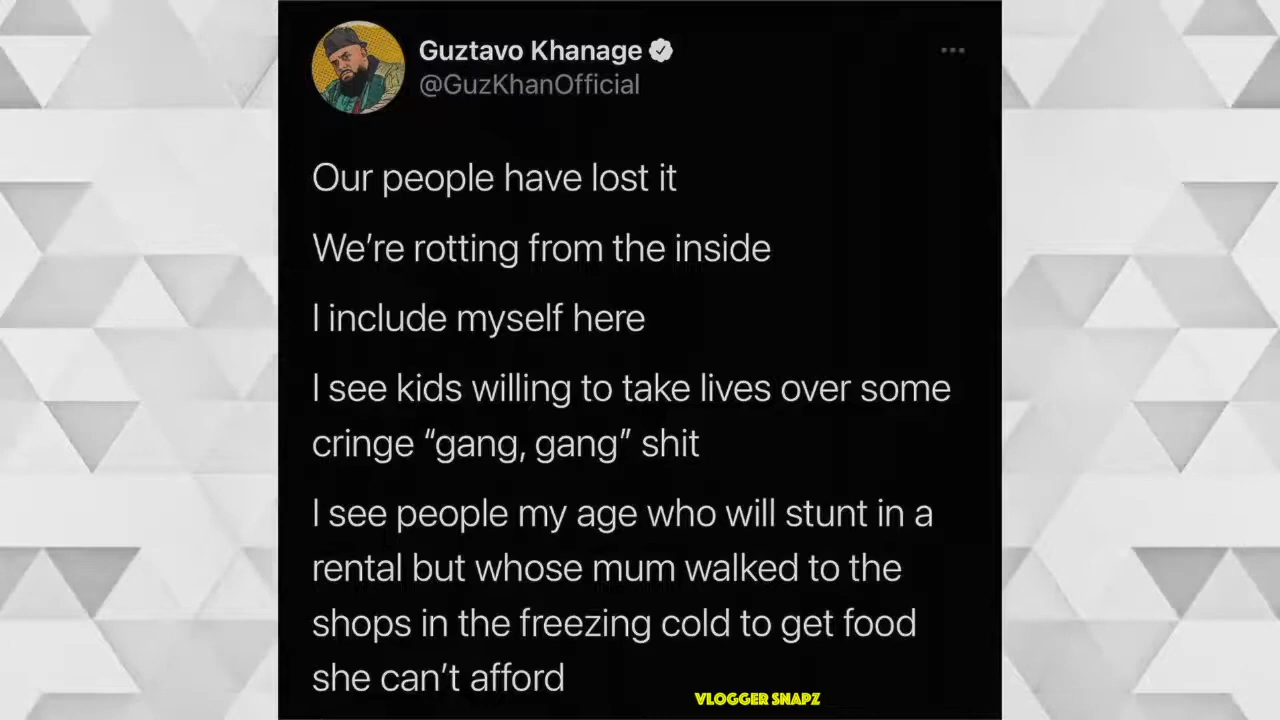 Guztavo Khanage
@GuzKhanOfficial
Our people have lost it
We’re rotting from the inside
I include myself here
I see kids willing to take lives over some
cringe “gang, gang” shit
I see people my age who will stunt in a
rental but whose mum walked to the
shops in the freezing cold to get food
she can’t afford
VLOGGER SNAPZ